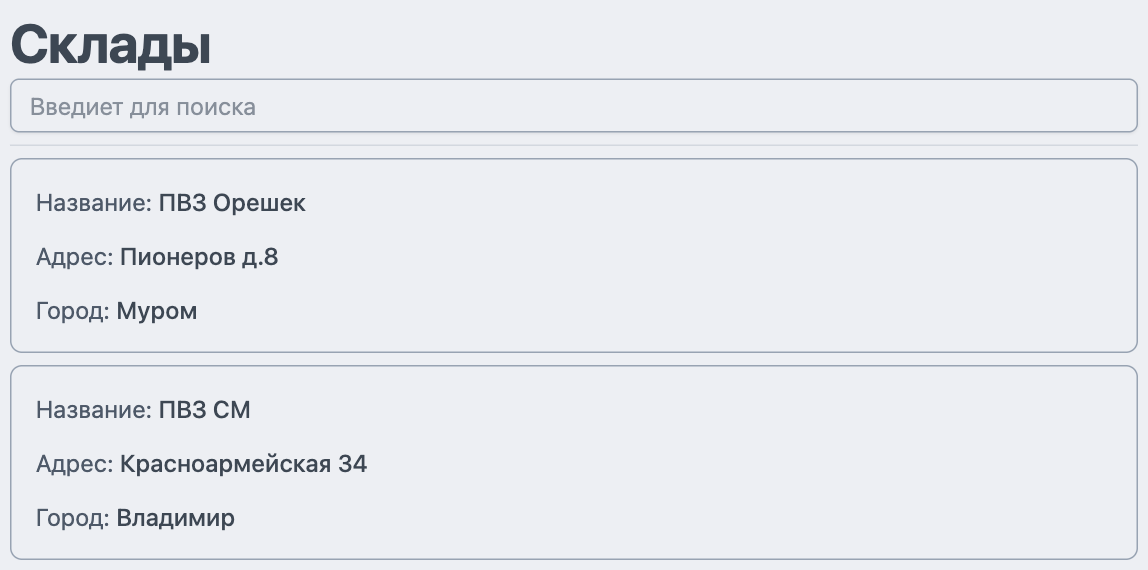 Склады
Введиет для поиска
Название: ПВЗ Орешек
Адрес: Пионеров д.8
Город: Муром
Название: ПВЗ СМ
Адрес: Красноармейская 34
Город: Владимир